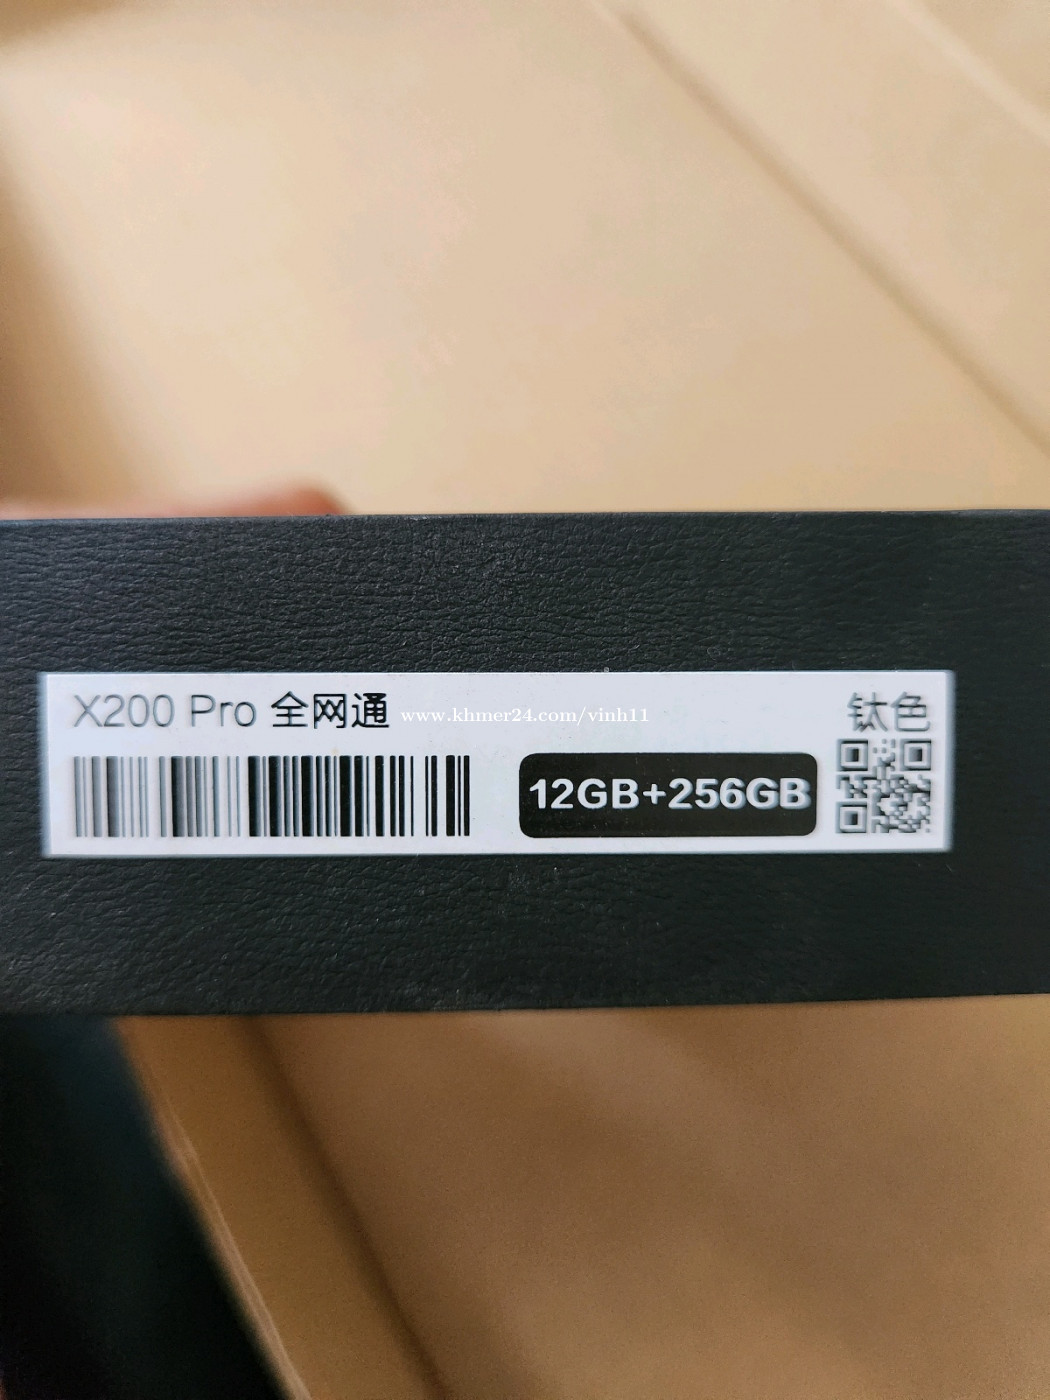 X200 Pro 全网通
钛色
www.khmer24.com/vinh11
12GB+256GB